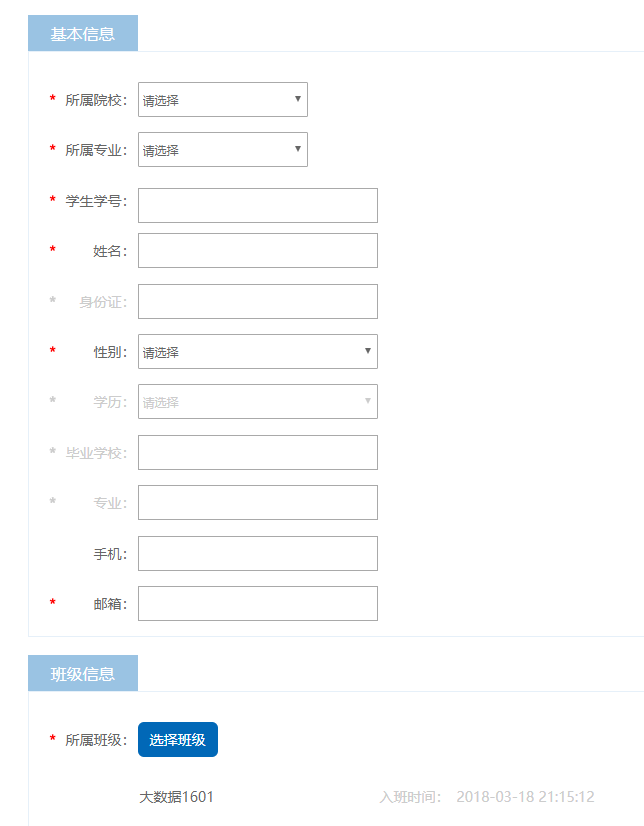 基本信息
* 所属院校： 请选择
* 所属专业： 请选择
* 学生学号：
* 姓名：
* 身份证：
* 性别： 请选择
* 学历： 请选择
* 毕业学校：
* 专业：
手机：
* 邮箱：
班级信息
* 所属班级： 选择班级
大数据1601 入班时间： 2018-03-18 21:15:12